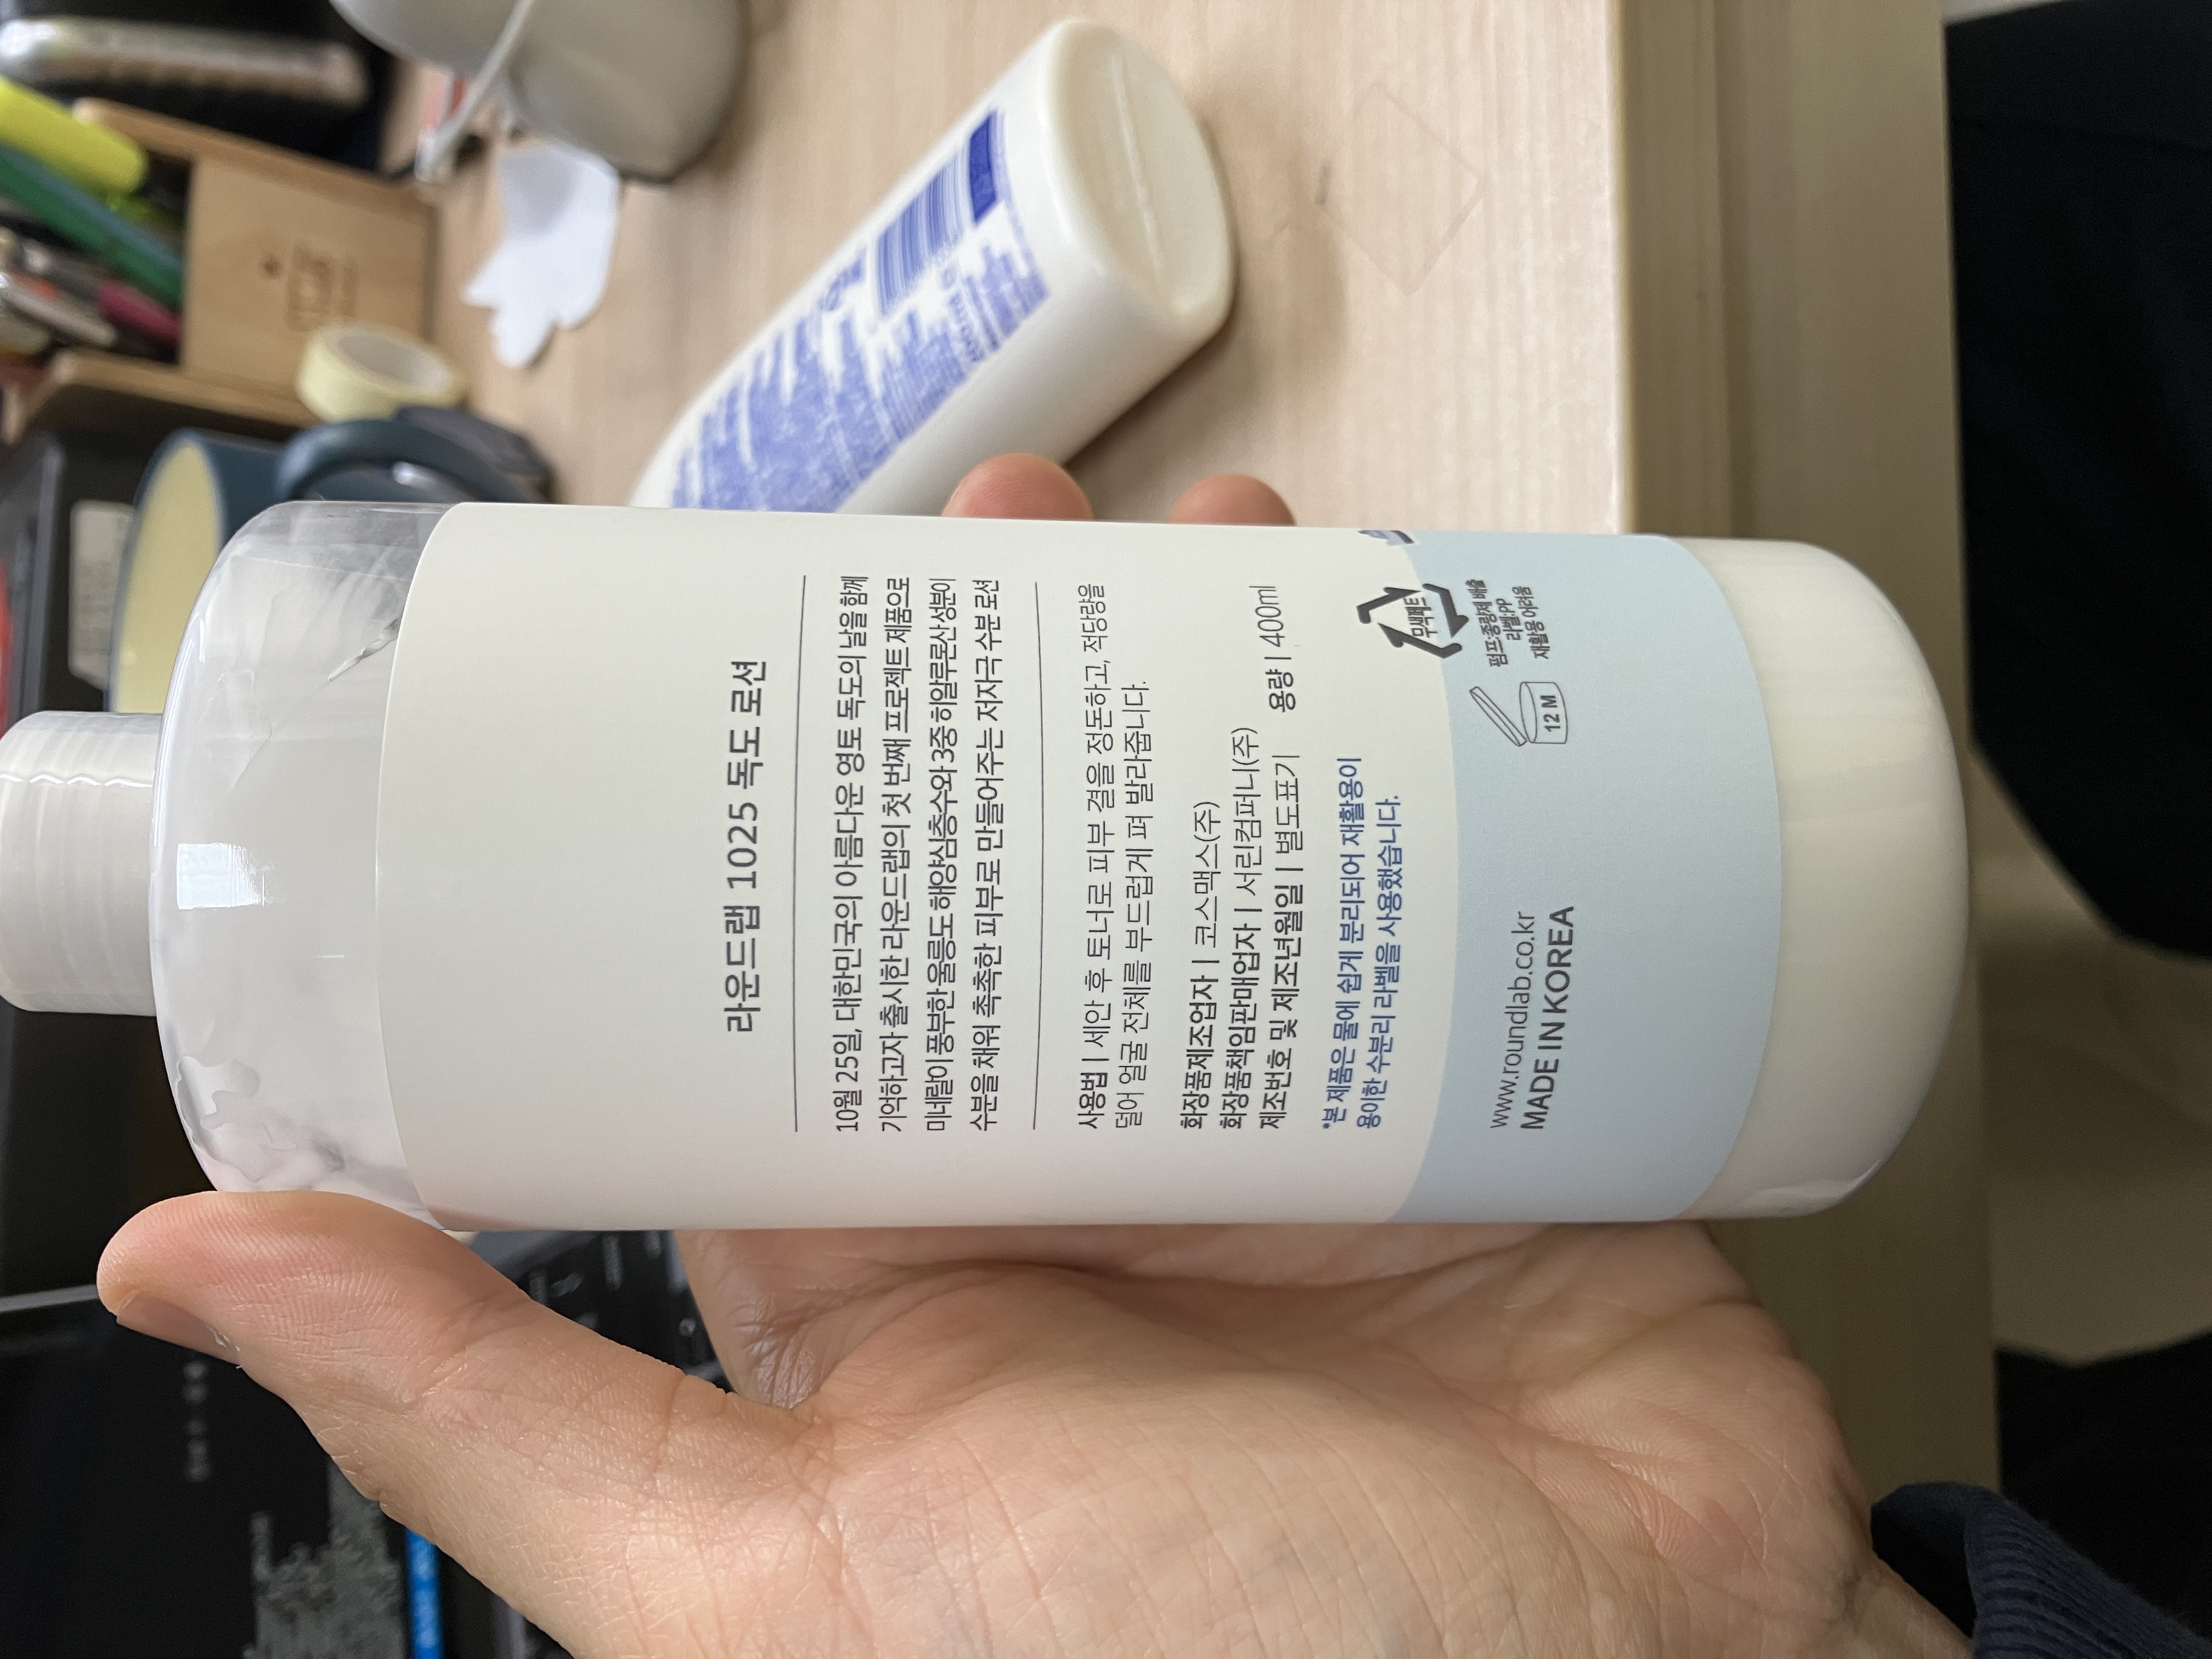 라운드랩 1025 독도 로션
10월 25일, 대한민국의 아름다운 영토 독도의 날을 함께
기억하고자 출시한 라운드랩의 첫 번째 프로젝트 제품으로
미네랄이 풍부한 울릉도 해양심층수와 3중 히알루론산 성분이
수분을 채워 촉촉한 피부로 만들어주는 저자극 수분 로션
사용법 | 세안 후 토너로 피부 결을 정돈하고, 적당량을
덜어 얼굴 전체를 부드럽게 펴 발라줍니다.
화장품제조업자 | 코스맥스(주)
화장품책임판매업자 | 서린컴퍼니(주)
제조번호 및 제조년월일 | 별도표기 용량 | 400ml
*본 제품은 물에 쉽게 분리되어 재활용이
용이한 수분리 라벨을 사용했습니다.
무색페트
펌프:종량제 배출
라벨:PP
재활용 어려움
12 M
www.roundlab.co.kr
MADE IN KOREA